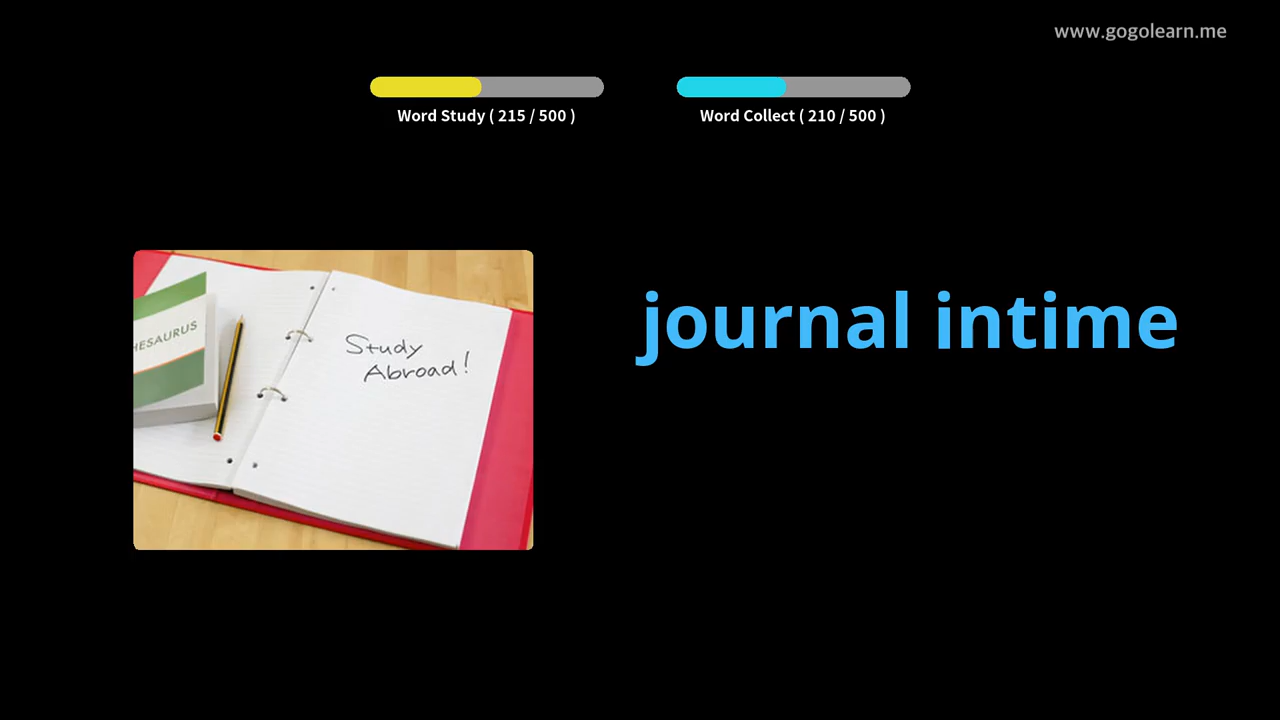 www.gogolearn.me
Word Study ( 215 / 500 )
Word Collect ( 210 / 500 )
journal intime
HESAURUS
Study
Abroad!